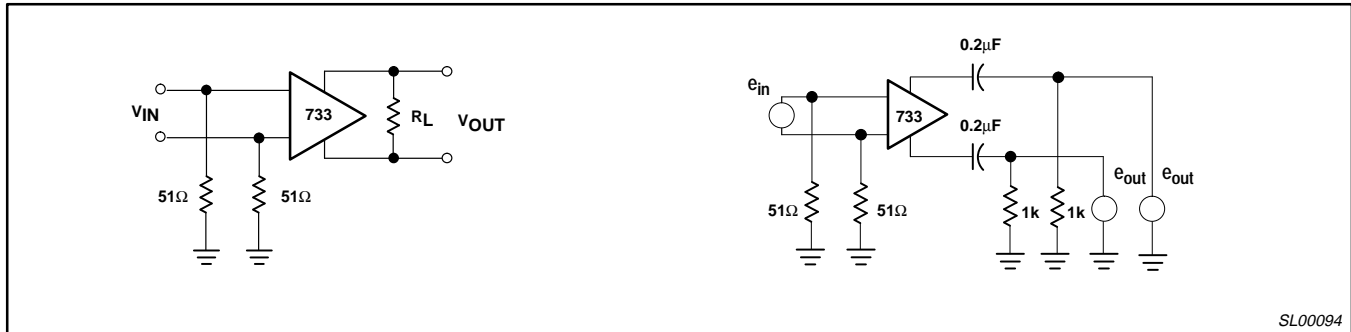 VIN
733
RL
VOUT
51Ω
51Ω
0.2μF
ein
733
0.2μF
eout
eout
51Ω
51Ω
1k
1k
SL00094